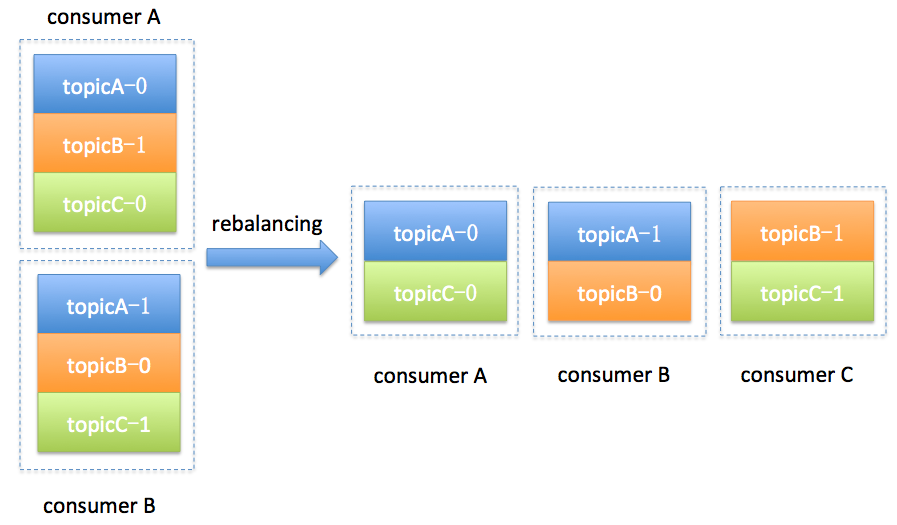 consumer A
topicA-0
topicB-1
topicC-0
topicA-1
topicB-0
topicC-1
consumer B
rebalancing
topicA-0
topicC-0
consumer A
topicA-1
topicB-0
consumer B
topicB-1
topicC-1
consumer C